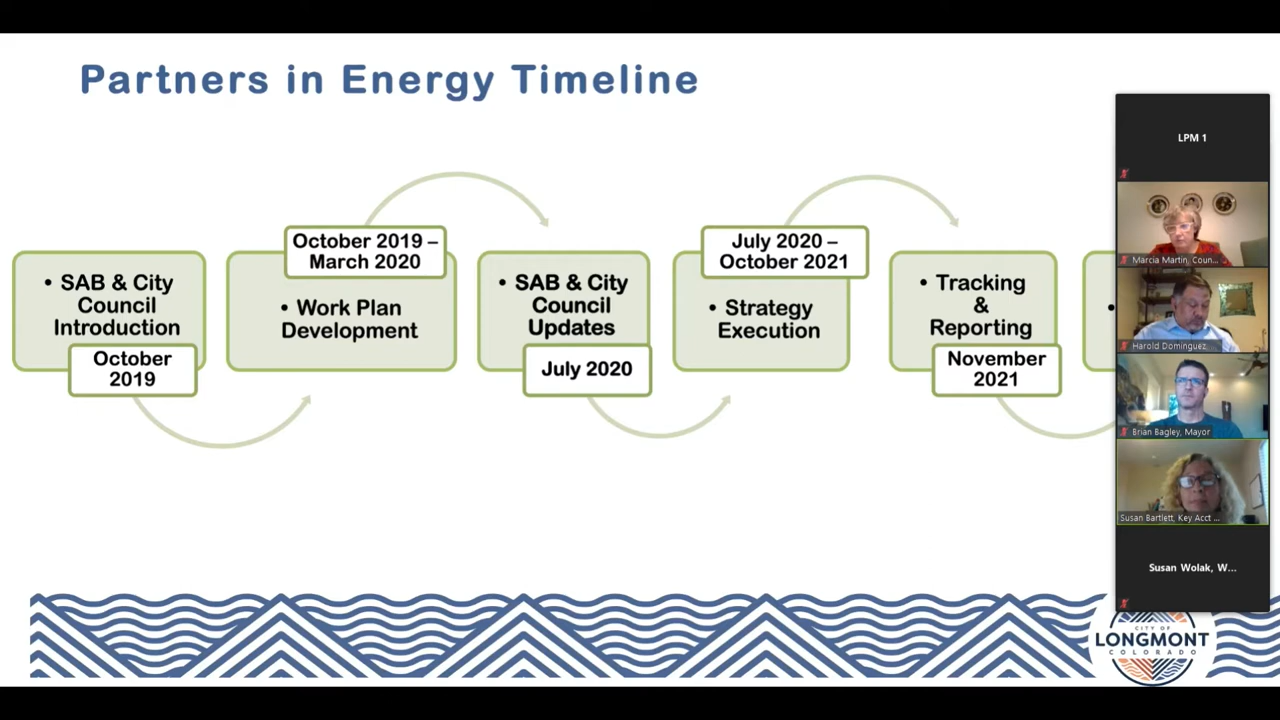 Partners in Energy Timeline
• SAB & City
Council
Introduction
October
2019
October 2019 –
March 2020
• Work Plan
Development
• SAB & City
Council
Updates
July 2020
July 2020 –
October 2021
• Strategy
Execution
• Tracking
&
Reporting
November
2021
•
LPM 1
Marcia Martin, Coun...
Harold Dominguez, ...
Brian Bagley, Mayor
Susan Bartlett, Key Acct ...
Susan Wolak, W...
CITY OF
LONGMONT
COLORADO